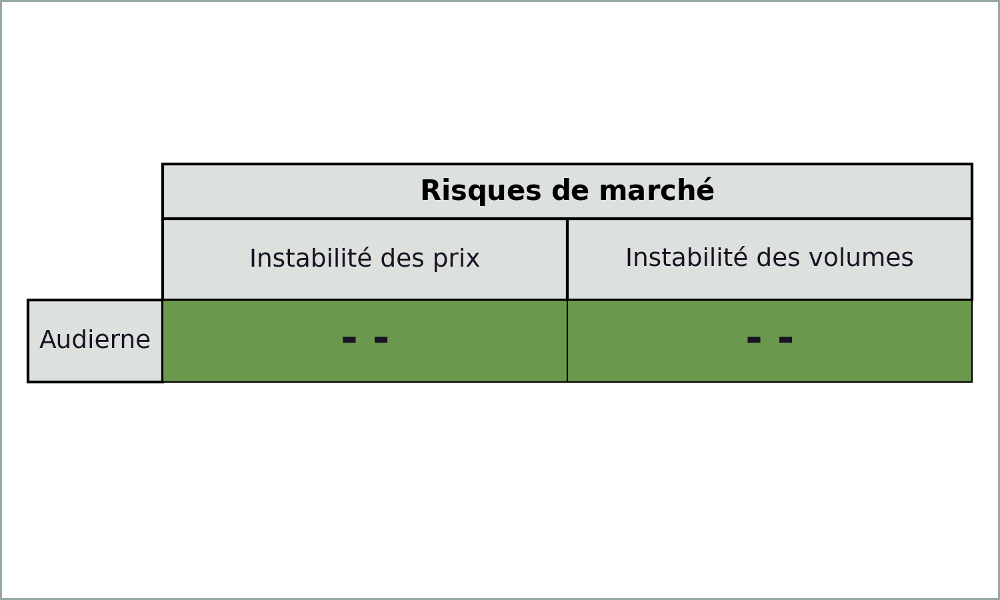 Risques de marché
Instabilité des prix
Instabilité des volumes
Audierne
- -
- -